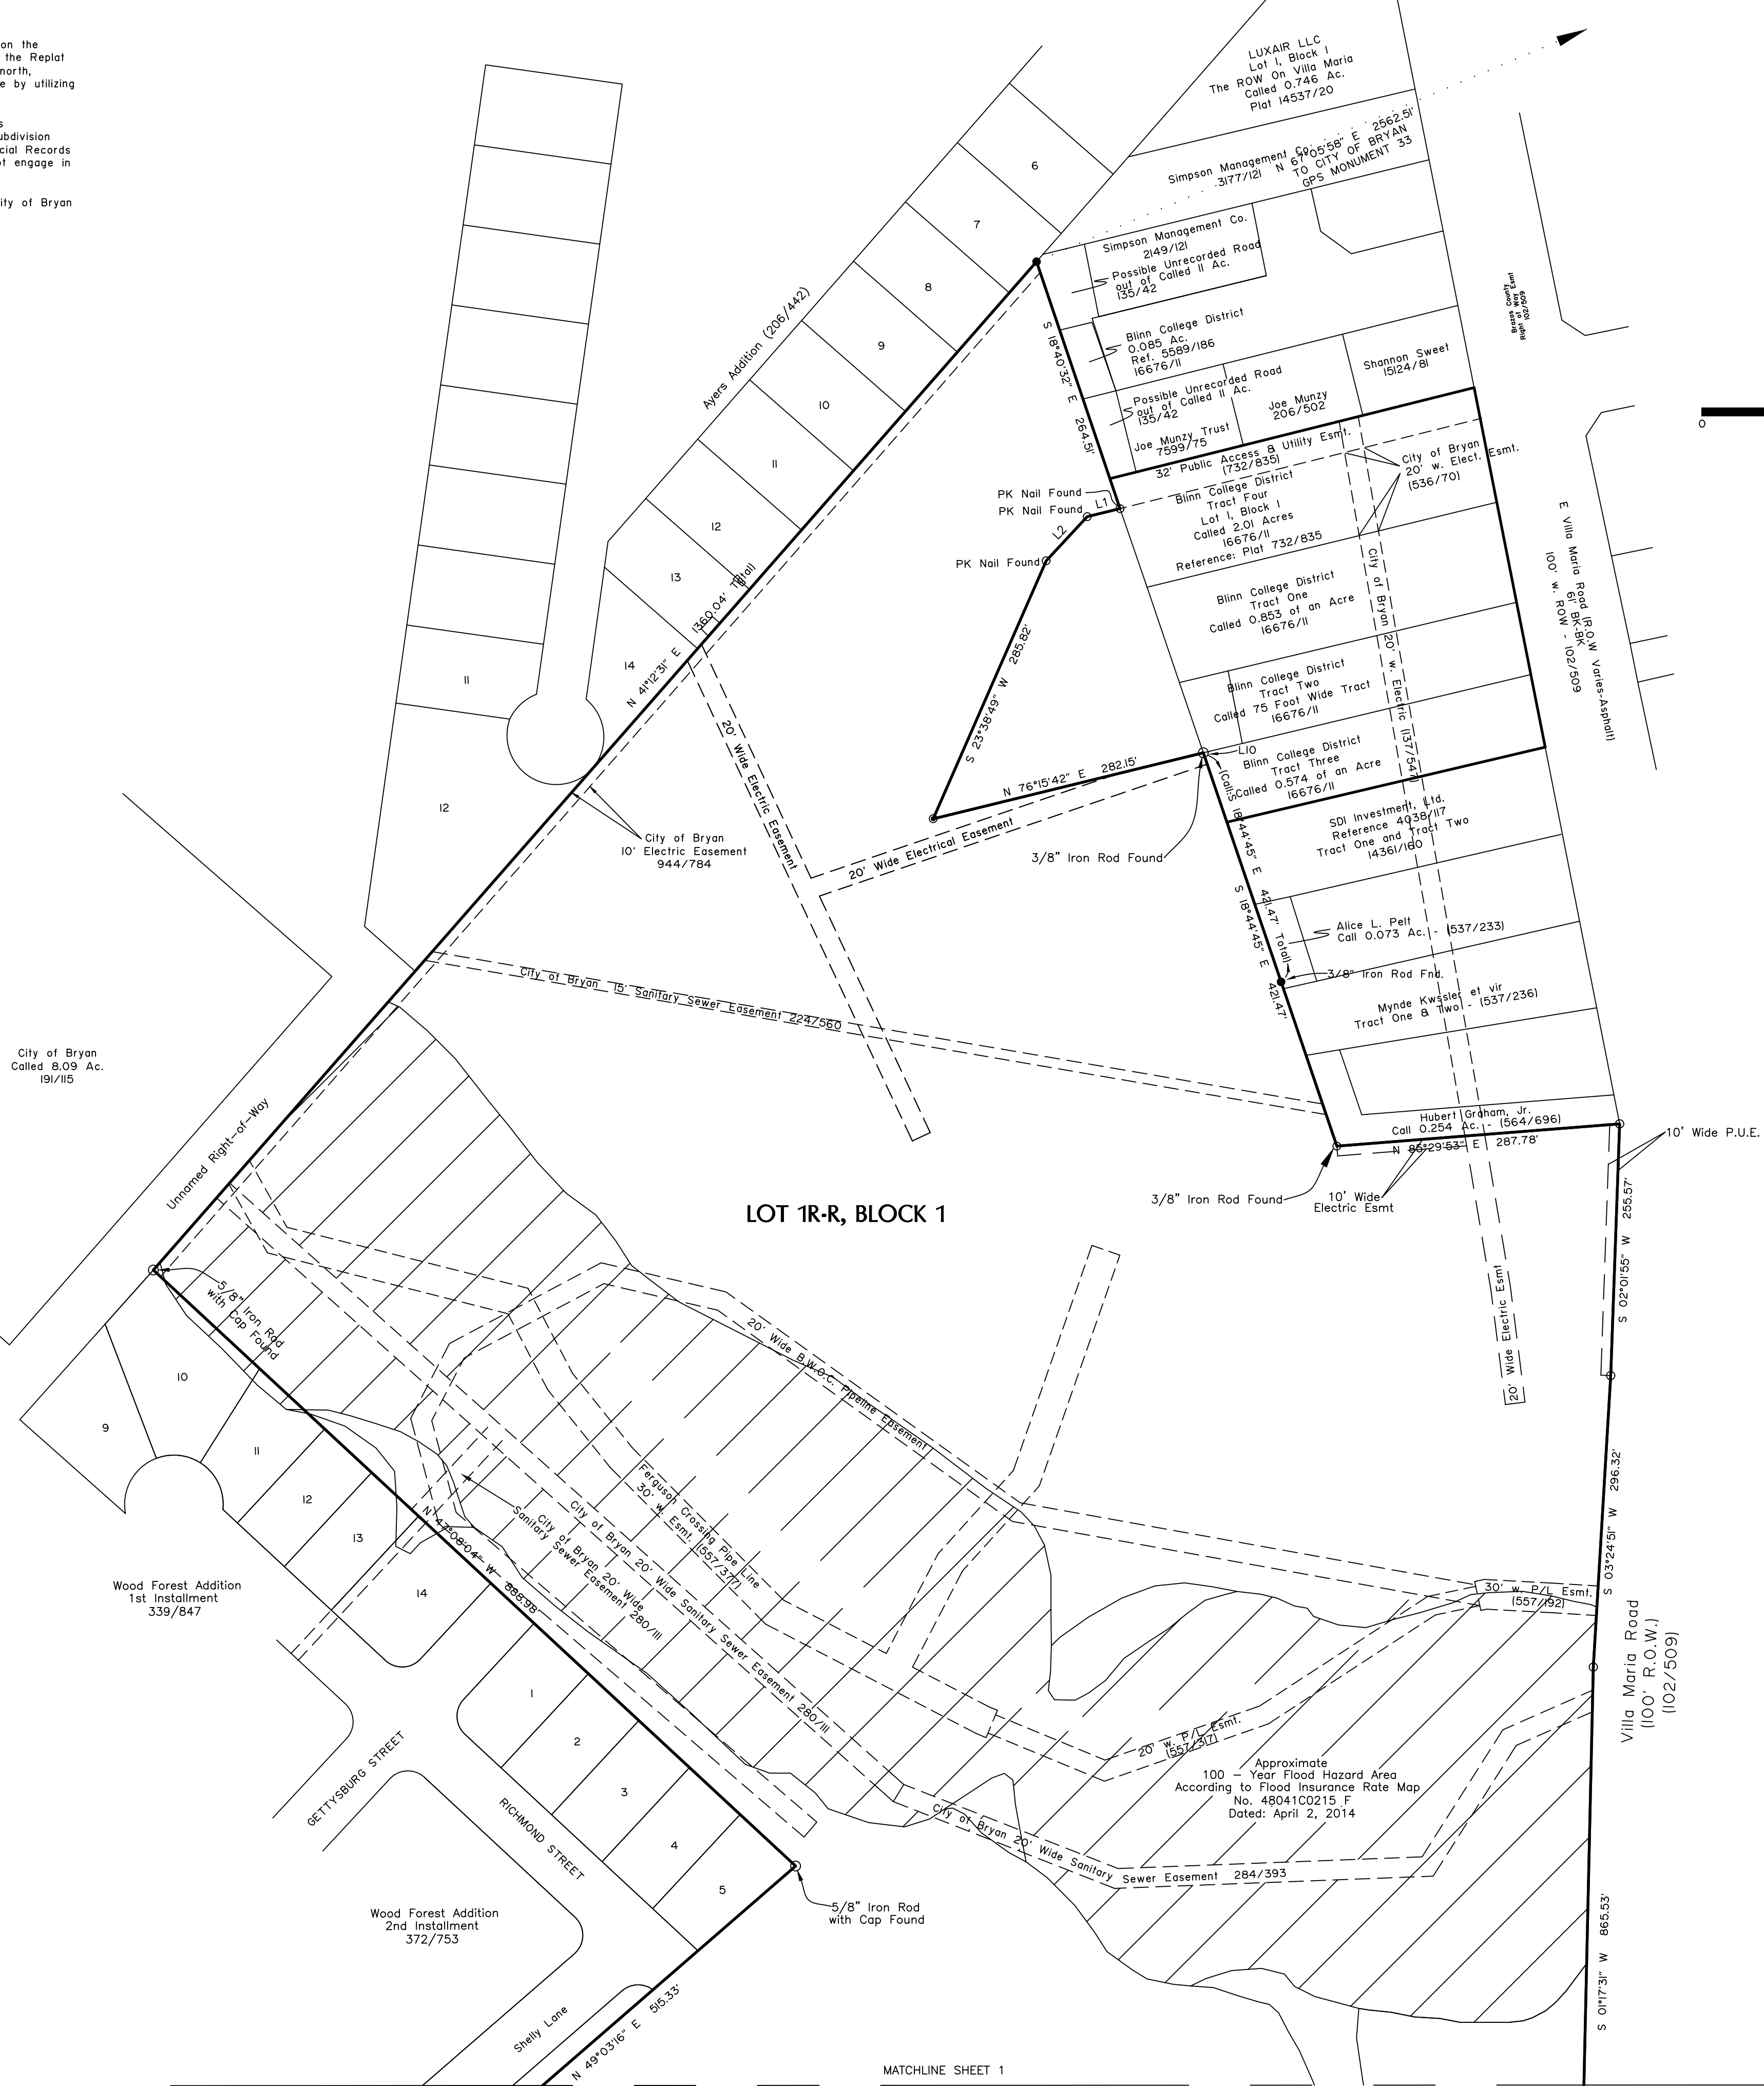 on the
the Replat
north,
e by utilizing
s
ubdivision
cial Records
ot engage in
ity of Bryan
LUXAIR LLC
Lot 1, Block 1
The ROW On Villa Maria
Called 0.746 Ac.
Plat 14537/20
Simpson Management Co.
3177/121
N 67°05'58" E 2562.51'
TO CITY OF BRYAN
GPS MONUMENT 33
6
7
8
9
10
11
12
13
14
11
12
Ayers Addition (206/442)
Simpson Management Co.
2149/121
Possible Unrecorded Road
out of Called 11 Ac.
135/42
Blinn College District
0.085 Ac.
Ref. 5589/186
16676/11
Possible Unrecorded Road
out of Called 11 Ac.
135/42
Joe Munzy Trust
7599/75
Joe Munzy
206/502
Shannon Sweet
15124/81
Brazos County
Right of Way Esmt
102/509
0
S 18°40'32" E 264.51'
32' Public Access & Utility Esmt.
(732/835)
City of Bryan
20' w. Elect. Esmt.
(536/70)
PK Nail Found
PK Nail Found
PK Nail Found
L1
L2
Blinn College District
Tract Four
Lot 1, Block 1
Called 2.01 Acres
16676/11
Reference: Plat 732/835
Blinn College District
Tract One
Called 0.853 of an Acre
16676/11
Blinn College District
Tract Two
Called 75 Foot Wide Tract
16676/11
L10
Blinn College District
Tract Three
Called 0.574 of an Acre
16676/11
City of Bryan 20' w. Electric (137/547)
E Villa Maria Road (R.O.W Varies-Asphalt)
61' BK-BK
100' w. ROW - 102/509
SDI Investment, Ltd.
Reference 4038/117
Tract One and Tract Two
14361/160
Alice L. Pelt
Call 0.073 Ac. - (537/233)
3/8" Iron Rod Fnd.
Mynde Kwssler et vir
Tract One & Two - (537/236)
Hubert Graham, Jr.
Call 0.254 Ac. - (564/696)
N 85°29'53" E 287.78'
10' Wide P.U.E.
10' Wide
Electric Esmt
3/8" Iron Rod Found
3/8" Iron Rod Found
(Call: S 18°44'45" E 421.47' Total)
S 18°44'45" E 421.47'
S 23°38'49" W 285.82'
N 76°15'42" E 282.15'
20' Wide Electrical Easement
20' Wide Electric Easement
N 41°12'31" E 1360.04' Total)
City of Bryan
10' Electric Easement
944/784
City of Bryan 15' Sanitary Sewer Easement 224/560
City of Bryan
Called 8.09 Ac.
191/115
Unnamed Right-of-Way
LOT 1R-R, BLOCK 1
20' Wide Electric Esmt
S 02°01'55" W 255.57'
S 03°24'51" W 296.32'
S 01°17'31" W 865.53'
Villa Maria Road
(100' R.O.W.)
(102/509)
5/8" Iron Rod
with Cap Found
20' Wide B.W.O.C. Pipeline Easement
Ferguson Crossing Pipe Line
30' w. Esmt. (557/377)
City of Bryan 20' Wide Sanitary Sewer Easement 280/111
City of Bryan 20' Wide
Sanitary Sewer Easement 280/111
N 47°08'04" W 888.98'
30' w. P/L Esmt.
(557/192)
20' w. P/L Esmt.
(557/317)
Approximate
100 - Year Flood Hazard Area
According to Flood Insurance Rate Map
No. 48041C0215 F
Dated: April 2, 2014
City of Bryan 20' Wide Sanitary Sewer Easement 284/393
9
10
11
12
13
14
Wood Forest Addition
1st Installment
339/847
1
2
3
4
5
GETTYSBURG STREET
RICHMOND STREET
Wood Forest Addition
2nd Installment
372/753
5/8" Iron Rod
with Cap Found
Shelly Lane
N 49°03'16" E 515.33'
MATCHLINE SHEET 1